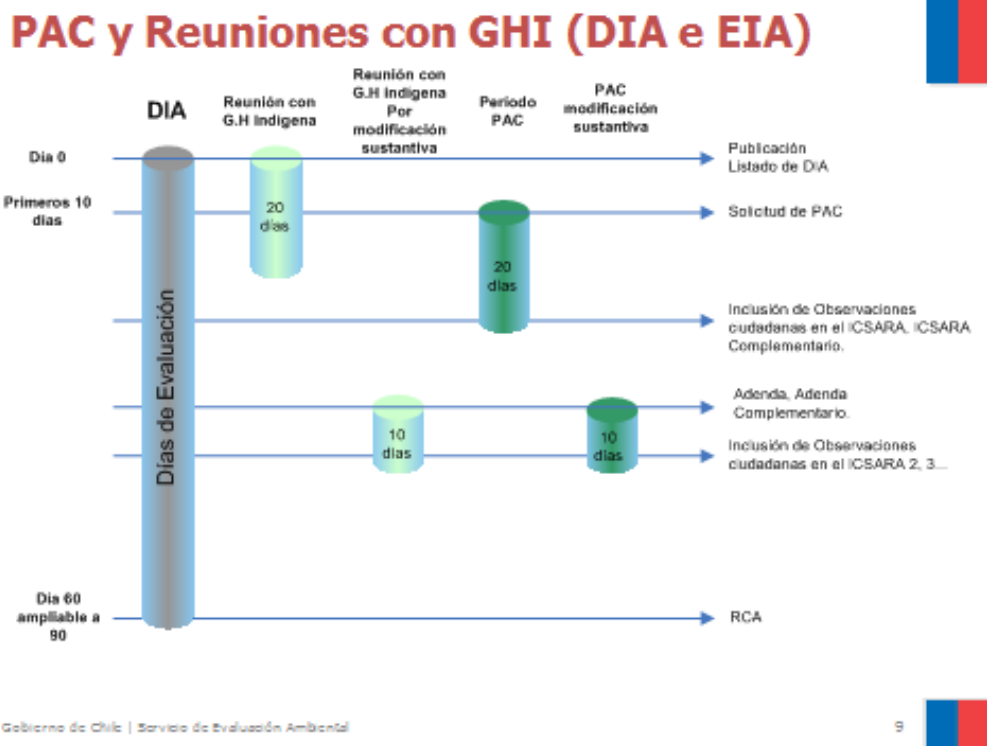 PAC y Reuniones con GHI (DIA e EIA)
DIA
Reunión con
G.H Indigena
Reunión con
G.H Indigena
Por
modificación
sustantiva
Periodo
PAC
PAC
modificación
sustantiva
Dia 0
Publicación
Listado de DIA
Primeros 10
dias
Solicitud de PAC
20
días
20
dias
Días de Evaluación
Inclusión de Observaciones
ciudadanas en el ICSARA. ICSARA
Complementario.
Adenda, Adenda
Complementario.
10
dias
10
dias
Inclusión de Observaciones
ciudadanas en el ICSARA 2, 3...
Dia 60
ampliable a
90
RCA
Gobierno de Chile | Servicio de Evaluación Ambiental
9